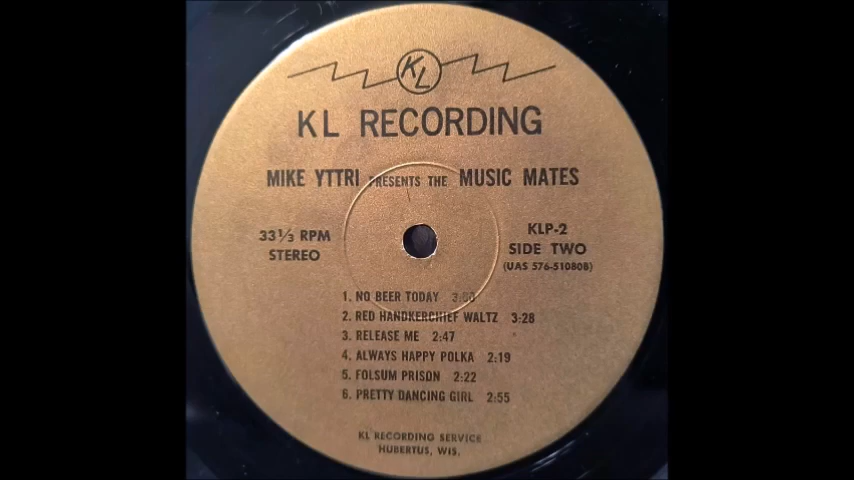 KL
KL RECORDING
MIKE YTTRI PRESENTS THE MUSIC MATES
33 1/3 RPM
STEREO
KLP-2
SIDE TWO
(UAS 576-51080B)
1. NO BEER TODAY
2. RED HANDKERCHIEF WALTZ 3:28
3. RELEASE ME 2:47
4. ALWAYS HAPPY POLKA 2:19
5. FOLSUM PRISON 2:22
6. PRETTY DANCING GIRL 2:55
KL RECORDING SERVICE
HUBERTUS, WIS.